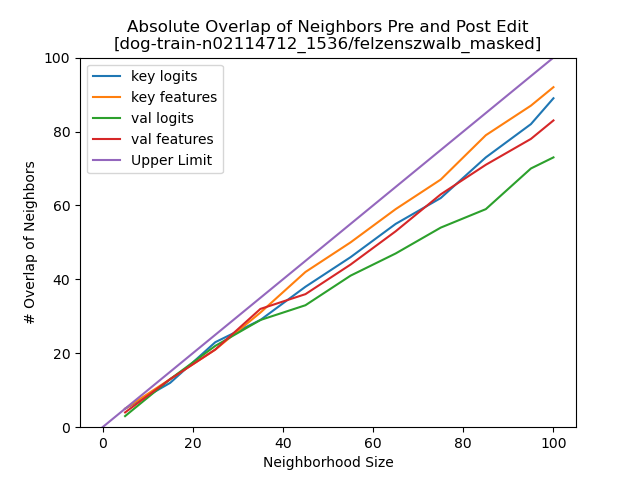 Absolute Overlap of Neighbors Pre and Post Edit
[dog-train-n02114712_1536/felzenszwalb_masked]
key logits
key features
val logits
val features
Upper Limit
100
80
60
40
20
0
# Overlap of Neighbors
0 20 40 60 80 100
Neighborhood Size